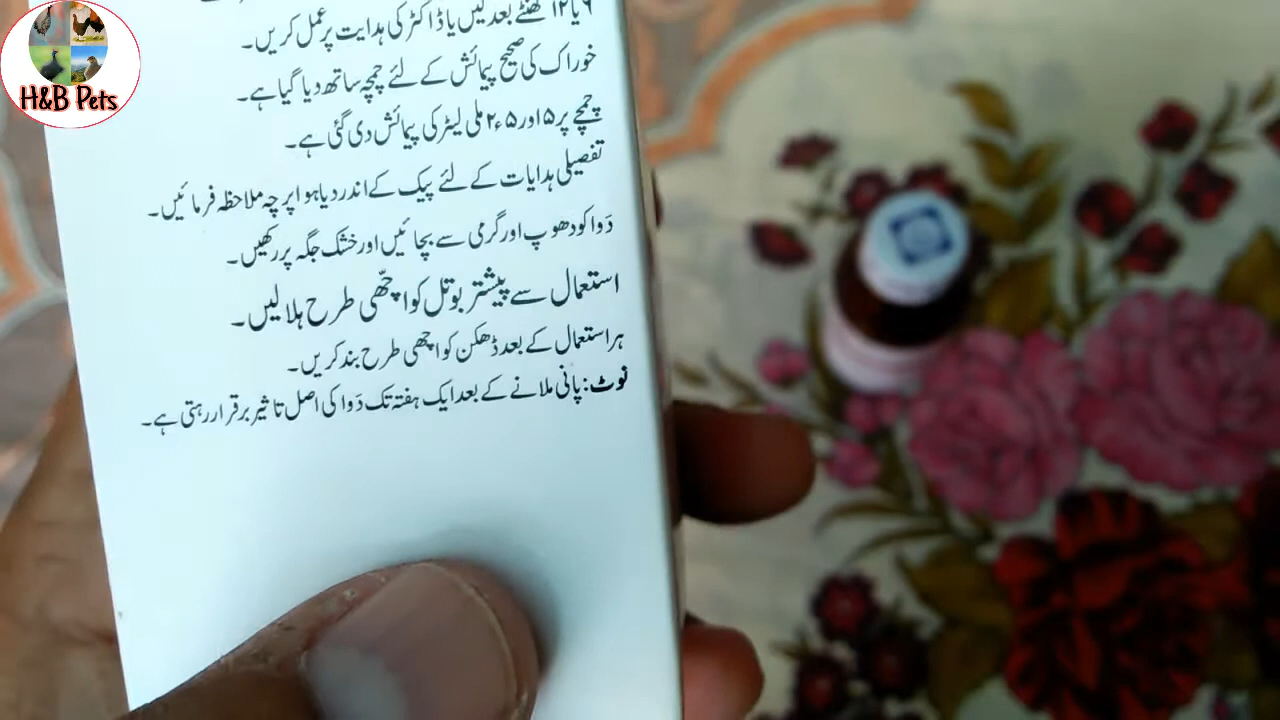 H&B Pets
۶ یا ۱۲ گھنٹے بعد لیں یا ڈاکٹر کی ہدایت پر عمل کریں۔
خوراک کی صحیح پیمائش کے لئے چمچہ ساتھ دیا گیا ہے۔
چمچے پر ۵ اور ۲ء۵ ملی لیٹر کی پیمائش دی گئی ہے۔
تفصیلی ہدایات کے لئے پیک کے اندر دیا ہوا پرچہ ملاحظہ فرمائیں۔
دَوا کو دھوپ اور گرمی سے بچائیں اور خشک جگہ پر رکھیں۔
استعمال سے پیشتر بوتل کو اچھّی طرح ہلالیں۔
ہر استعمال کے بعد ڈھکن کو اچھی طرح بند کریں۔
نوٹ: پانی ملانے کے بعد ایک ہفتہ تک دَوا کی اصل تاثیر برقرار رہتی ہے۔